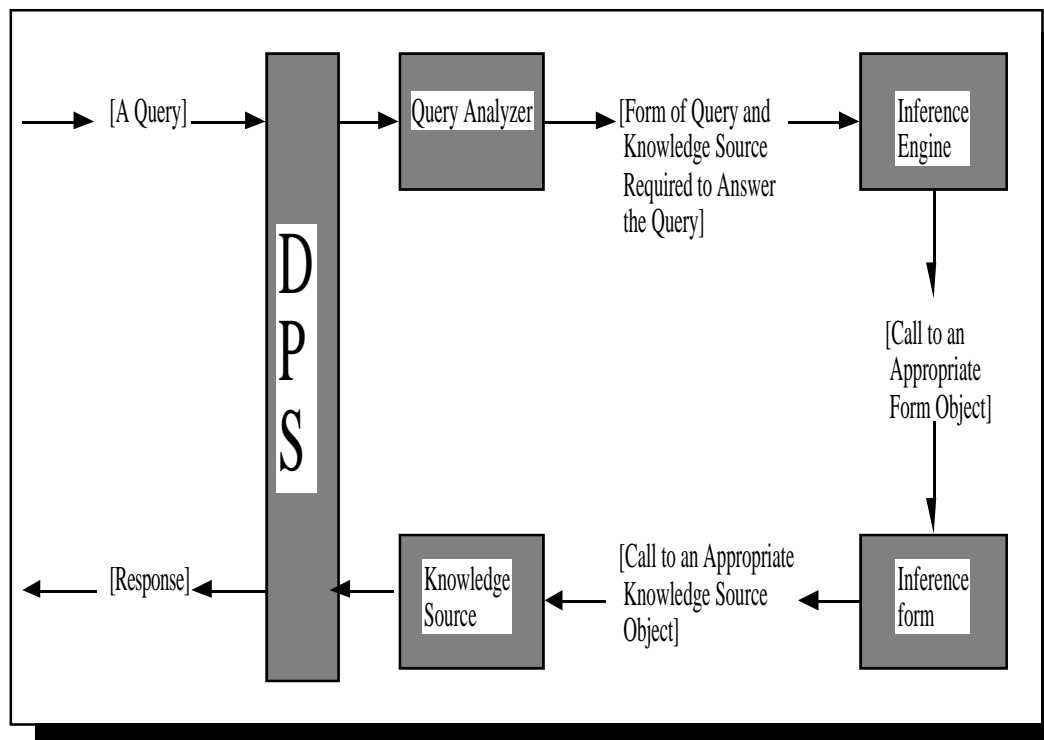 [A Query]
Query Analyzer
[Form of Query and
Knowledge Source
Required to Answer
the Query]
Inference
Engine
D
P
S
[Call to an
Appropriate
Form Object]
[Response]
Knowledge
Source
[Call to an Appropriate
Knowledge Source
Object]
Inference
form